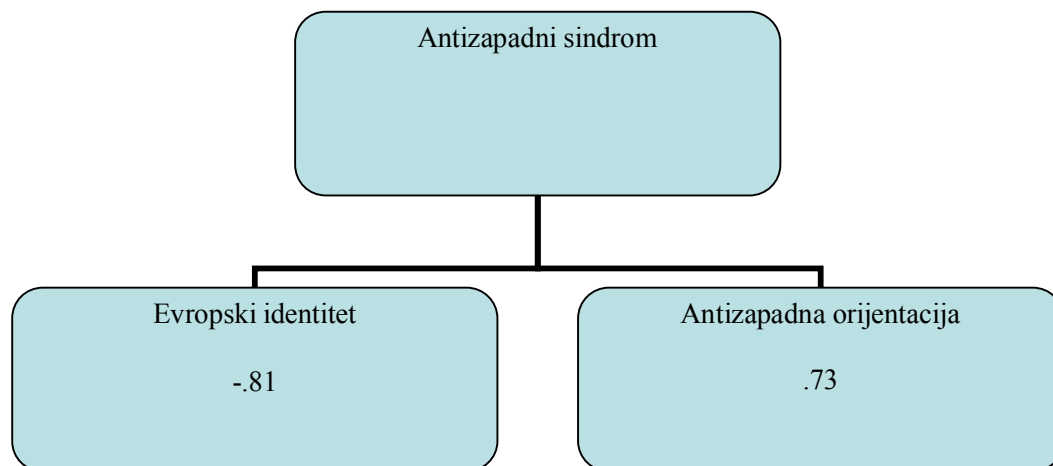 Antizapadni sindrom
Evropski identitet
-.81
Antizapadna orijentacija
.73